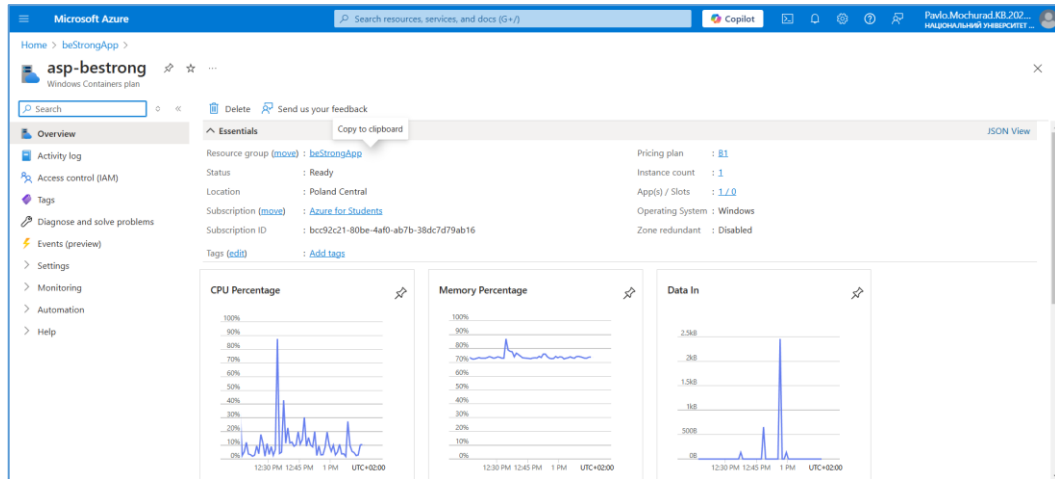 Microsoft Azure
Search resources, services, and docs (G+/)
Copilot
Pavlo.Mochurad.KB.202...
НАЦІОНАЛЬНИЙ УНІВЕРСИТЕТ ...
Home > beStrongApp >
asp-bestrong
Windows Containers plan
Search
Delete
Send us your feedback
Copy to clipboard
Overview
Activity log
Access control (IAM)
Tags
Diagnose and solve problems
Events (preview)
Settings
Monitoring
Automation
Help
Essentials
JSON View
Resource group (move) : beStrongApp
Status : Ready
Location : Poland Central
Subscription (move) : Azure for Students
Subscription ID : bcc92c21-80be-4af0-ab7b-38dc7d79ab16
Tags (edit) : Add tags
Pricing plan : B1
Instance count : 1
App(s) / Slots : 1 / 0
Operating System : Windows
Zone redundant : Disabled
CPU Percentage
100%
90%
80%
70%
60%
50%
40%
30%
20%
10%
0%
12:30 PM 12:45 PM 1 PM UTC+02:00
Memory Percentage
100%
90%
80%
70%
60%
50%
40%
30%
20%
10%
0%
12:30 PM 12:45 PM 1 PM UTC+02:00
Data In
2.5kB
2kB
1.5kB
1kB
500B
0B
12:30 PM 12:45 PM 1 PM UTC+02:00